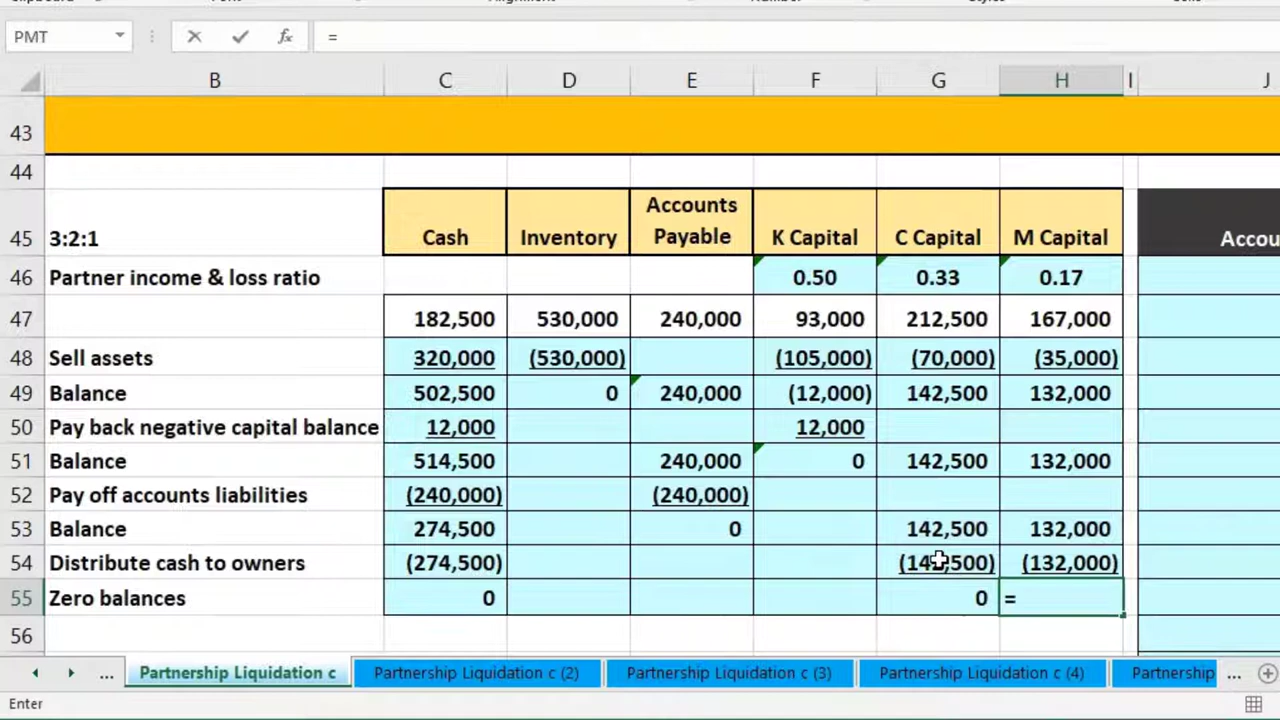 PMT fx =
B C D E F G H I J
43
44
45 3:2:1 Cash Inventory Accounts Payable K Capital C Capital M Capital Accou
46 Partner income & loss ratio 0.50 0.33 0.17
47 182,500 530,000 240,000 93,000 212,500 167,000
48 Sell assets 320,000 (530,000) (105,000) (70,000) (35,000)
49 Balance 502,500 0 240,000 (12,000) 142,500 132,000
50 Pay back negative capital balance 12,000 12,000
51 Balance 514,500 240,000 0 142,500 132,000
52 Pay off accounts liabilities (240,000) (240,000)
53 Balance 274,500 0 142,500 132,000
54 Distribute cash to owners (274,500) (142,500) (132,000)
55 Zero balances 0 0 =
56
... Partnership Liquidation c Partnership Liquidation c (2) Partnership Liquidation c (3) Partnership Liquidation c (4) Partnership ...
Enter